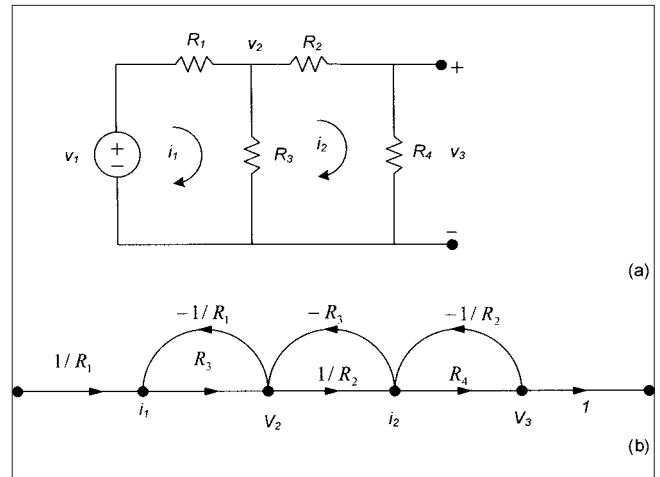 R1 v2 R2
+
v1 + − i1 R3 i2 R4 v3
−
(a)
−1/R1 −R3 −1/R2
1/R1 R3 1/R2 R4
i1 V2 i2 V3 1
(b)